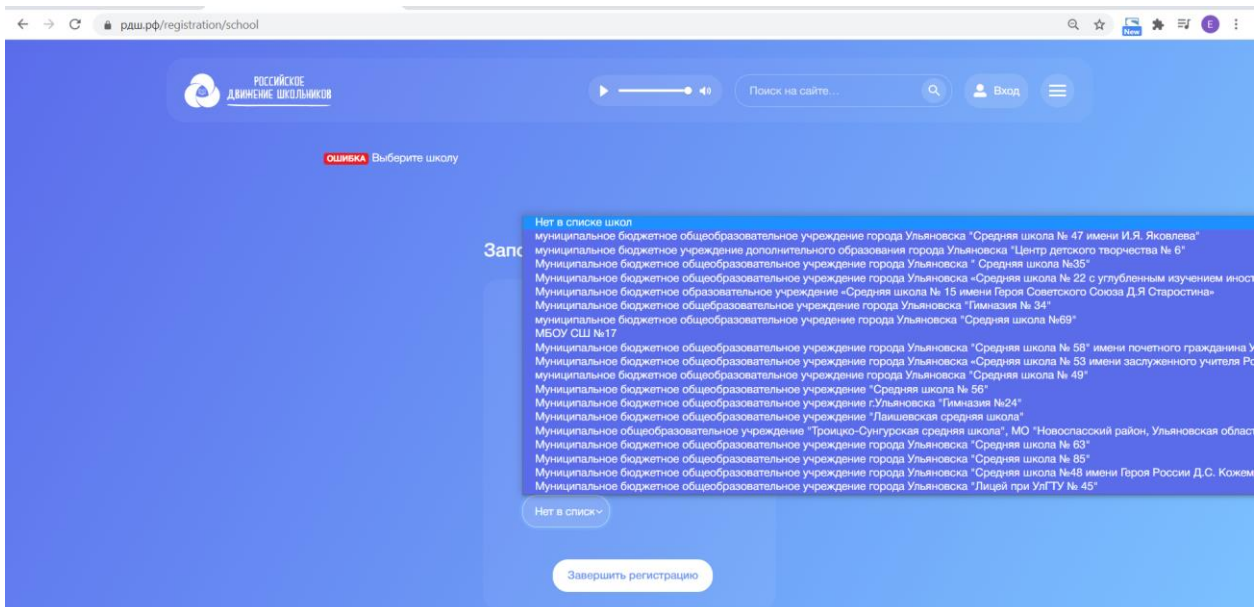 рдш.рф/registration/school
New
E
РОССИЙСКОЕ
ДВИЖЕНИЕ ШКОЛЬНИКОВ
Поиск на сайте...
Вход
ОШИБКА Выберите школу
Запо
Нет в списке школ
муниципальное бюджетное общеобразовательное учреждение города Ульяновска "Средняя школа № 47 имени И.Я. Яковлева"
муниципальное бюджетное учреждение дополнительного образования города Ульяновска "Центр детского творчества № 6"
Муниципальное бюджетное общеобразовательное учреждение города Ульяновска " Средняя школа №35"
Муниципальное бюджетное общеобразовательное учреждение города Ульяновска «Средняя школа № 22 с углубленным изучением иност
Муниципальное бюджетное образовательное учреждение «Средняя школа № 15 имени Героя Советского Союза Д.Я Старостина»
Муниципальное бюджетное общеобразовательное учреждение города Ульяновска "Гимназия № 34"
муниципальное бюджетное общеобразовательное учредение города Ульяновска "Средняя школа №69"
МБОУ СШ №17
Муниципальное бюджетное общеобразовательное учреждение города Ульяновска "Средняя школа № 58" имени почетного гражданина У
Муниципальное бюджетное общеобразовательное учреждение города Ульяновска «Средняя школа № 53 имени заслуженного учителя Ро
муниципальное бюджетное общеобразовательное учреждение города Ульяновска "Средняя школа № 49"
Муниципальное бюджетное общеобразовательное учреждение "Средняя школа № 56"
Муниципальное бюджетное общеобразовательное учреждение г.Ульяновска "Гимназия №24"
Муниципальное бюджетное общеобразовательное учреждение "Лаишевская средняя школа"
Муниципальное общеобразовательное учреждение "Троицко-Сунгурская средняя школа", МО "Новоспасский район, Ульяновская област
Муниципальное бюджетное общеобразовательное учреждение города Ульяновска "Средняя школа № 63"
Муниципальное бюджетное общеобразовательное учреждение города Ульяновска "Средняя школа № 85"
Муниципальное бюджетное общеобразовательное учреждение города Ульяновска "Средняя школа №48 имени Героя России Д.С. Кожем
Муниципальное бюджетное общеобразовательное учреждение города Ульяновска "Лицей при УлГТУ № 45"
Нет в списк
Завершить регистрацию